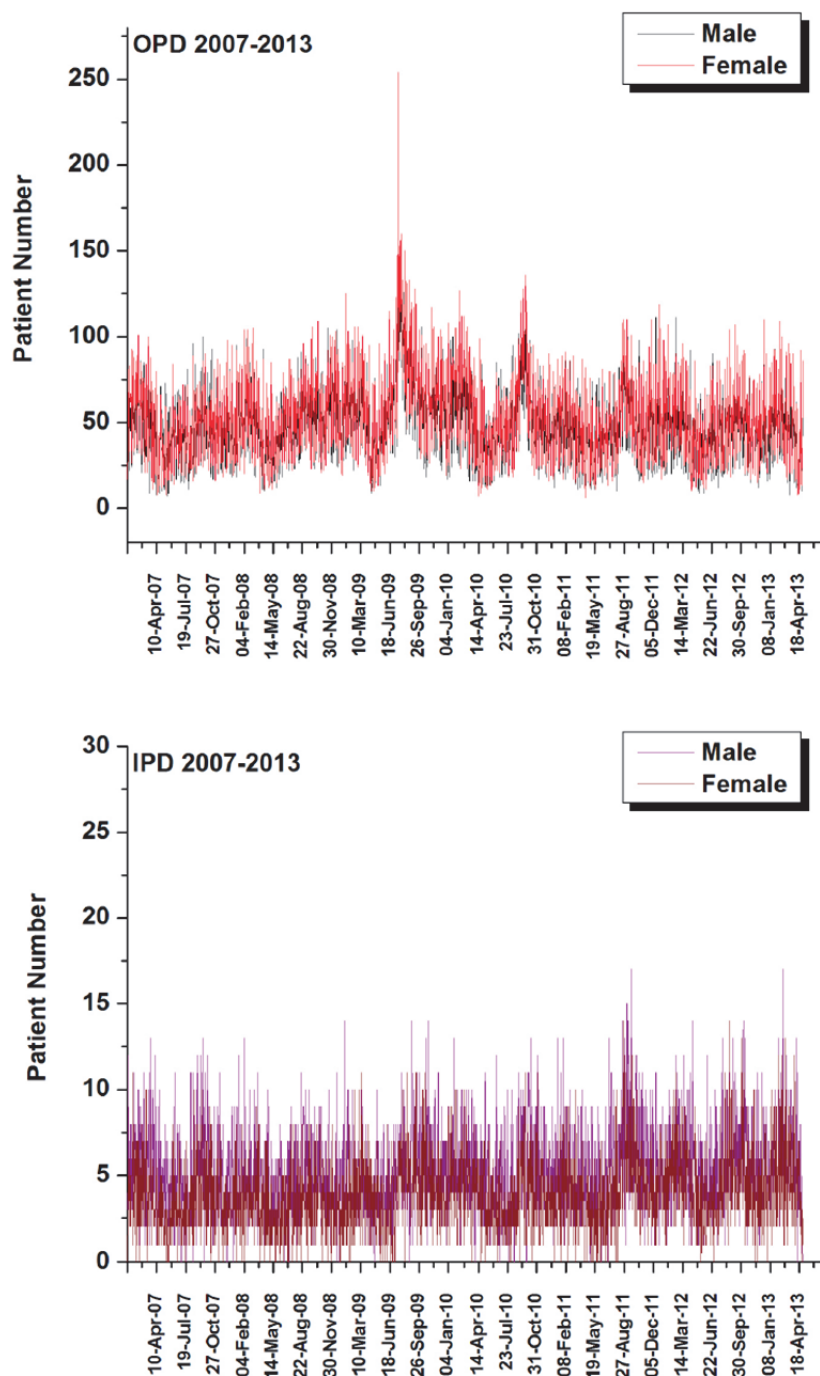 OPD 2007-2013
Male
Female
Patient Number
250
200
150
100
50
0
10-Apr-07
19-Jul-07
27-Oct-07
04-Feb-08
14-May-08
22-Aug-08
30-Nov-08
10-Mar-09
18-Jun-09
26-Sep-09
04-Jan-10
14-Apr-10
23-Jul-10
31-Oct-10
08-Feb-11
19-May-11
27-Aug-11
05-Dec-11
14-Mar-12
22-Jun-12
30-Sep-12
08-Jan-13
18-Apr-13
IPD 2007-2013
Male
Female
Patient Number
30
25
20
15
10
5
0
10-Apr-07
19-Jul-07
27-Oct-07
04-Feb-08
14-May-08
22-Aug-08
30-Nov-08
10-Mar-09
18-Jun-09
26-Sep-09
04-Jan-10
14-Apr-10
23-Jul-10
31-Oct-10
08-Feb-11
19-May-11
27-Aug-11
05-Dec-11
14-Mar-12
22-Jun-12
30-Sep-12
08-Jan-13
18-Apr-13